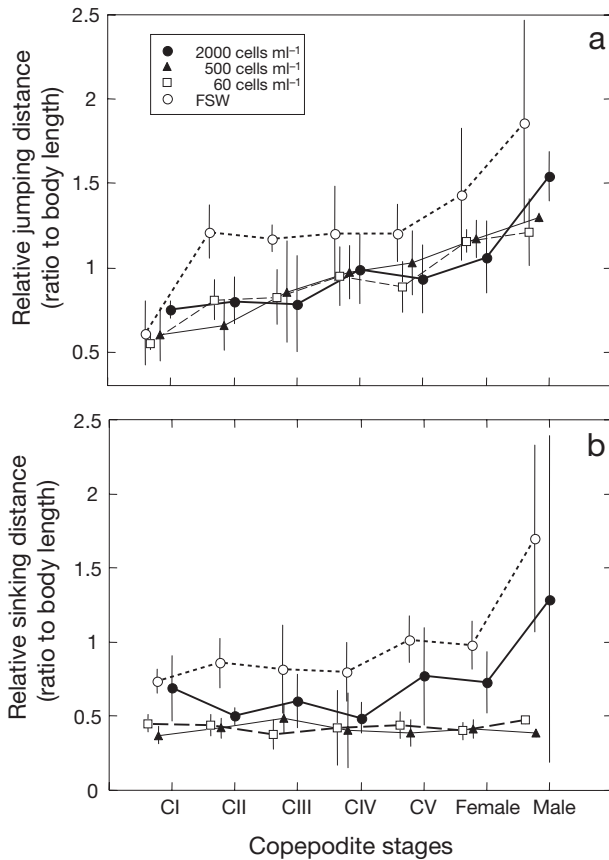 2.5
a
2000 cells ml⁻¹
500 cells ml⁻¹
60 cells ml⁻¹
FSW
2
1.5
1
0.5
Relative jumping distance
(ratio to body length)
2.5
b
2
1.5
1
0.5
0
Relative sinking distance
(ratio to body length)
CI CII CIII CIV CV Female Male
Copepodite stages